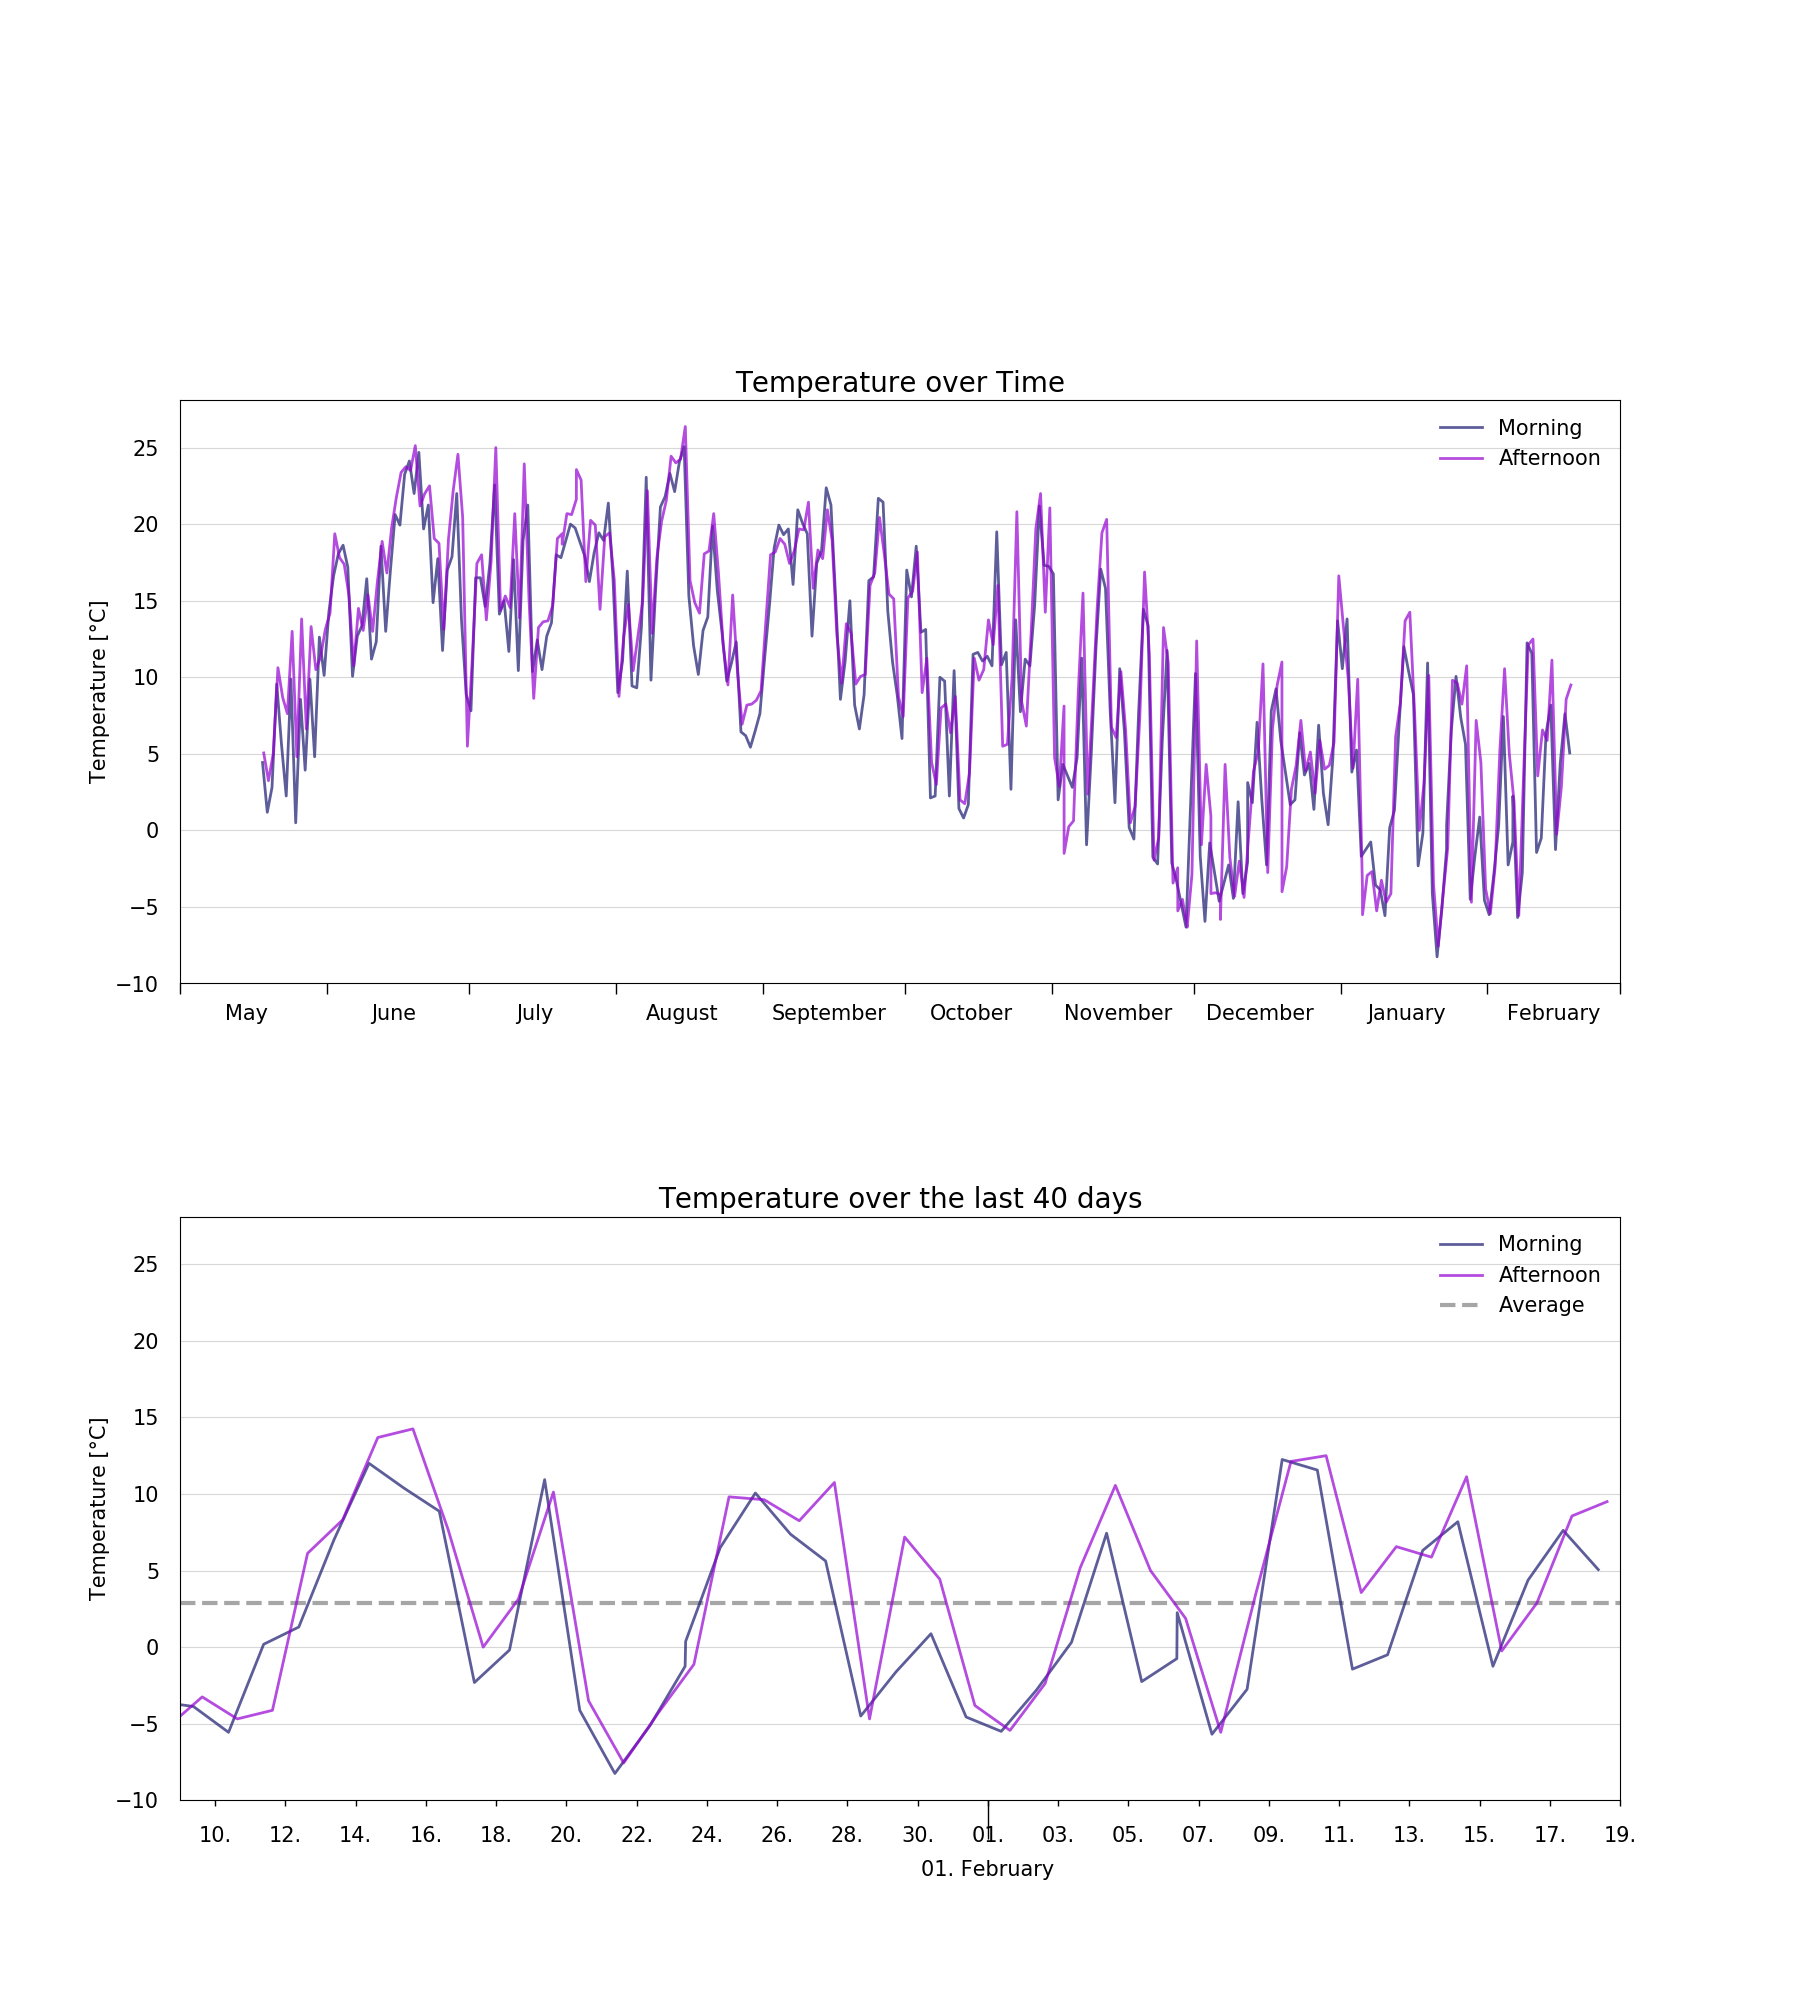 Temperature over Time
Morning
Afternoon
Temperature [°C]
25
20
15
10
5
0
−5
−10
May June July August September October November December January February
Temperature over the last 40 days
Morning
Afternoon
Average
Temperature [°C]
25
20
15
10
5
0
−5
−10
10. 12. 14. 16. 18. 20. 22. 24. 26. 28. 30. 01. 03. 05. 07. 09. 11. 13. 15. 17. 19.
01. February